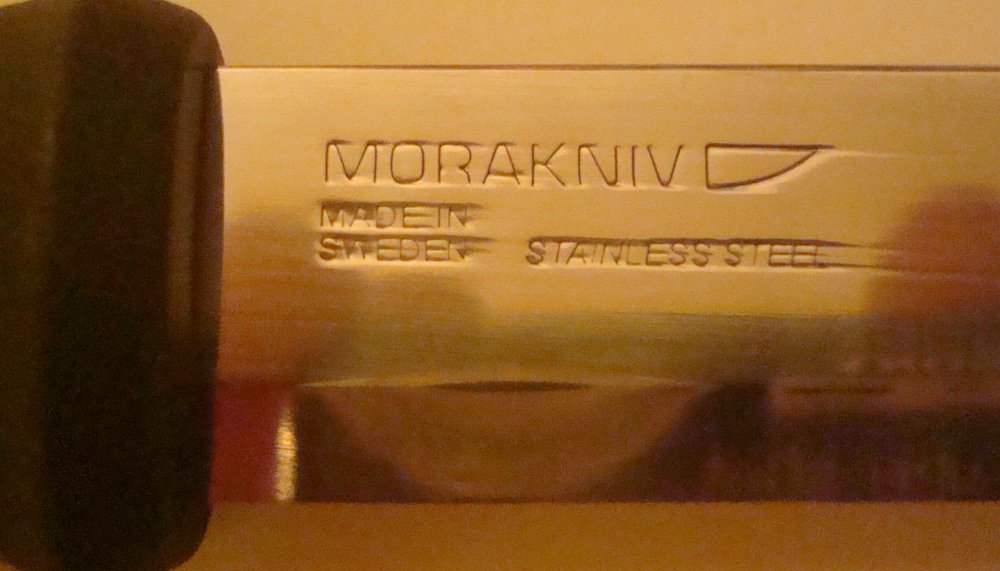 MORAKNIV
MADE IN
SWEDEN STAINLESS STEEL